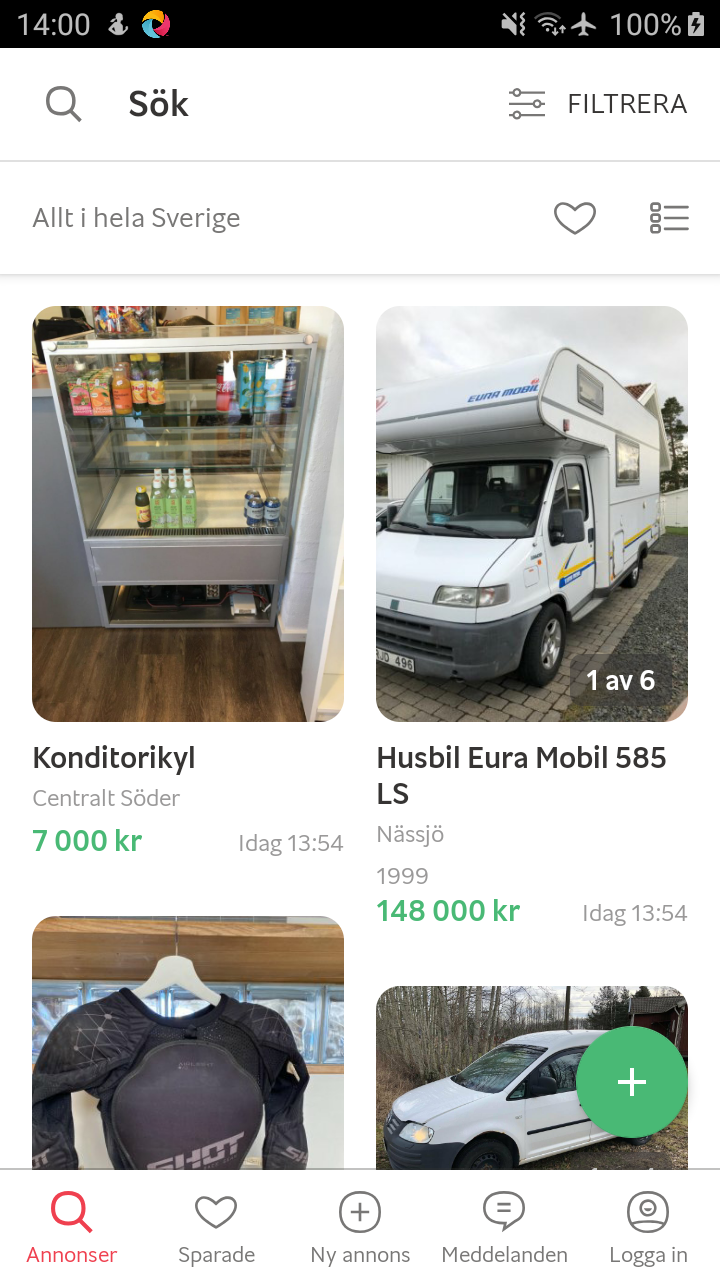 14:00
100%
Sök
FILTRERA
Allt i hela Sverige
EURA MOBIL
RJD 496
1 av 6
Konditorikyl
Centralt Söder
7 000 kr
Idag 13:54
Husbil Eura Mobil 585
LS
Nässjö
1999
148 000 kr
Idag 13:54
SHOT
Annonser
Sparade
Ny annons
Meddelanden
Logga in